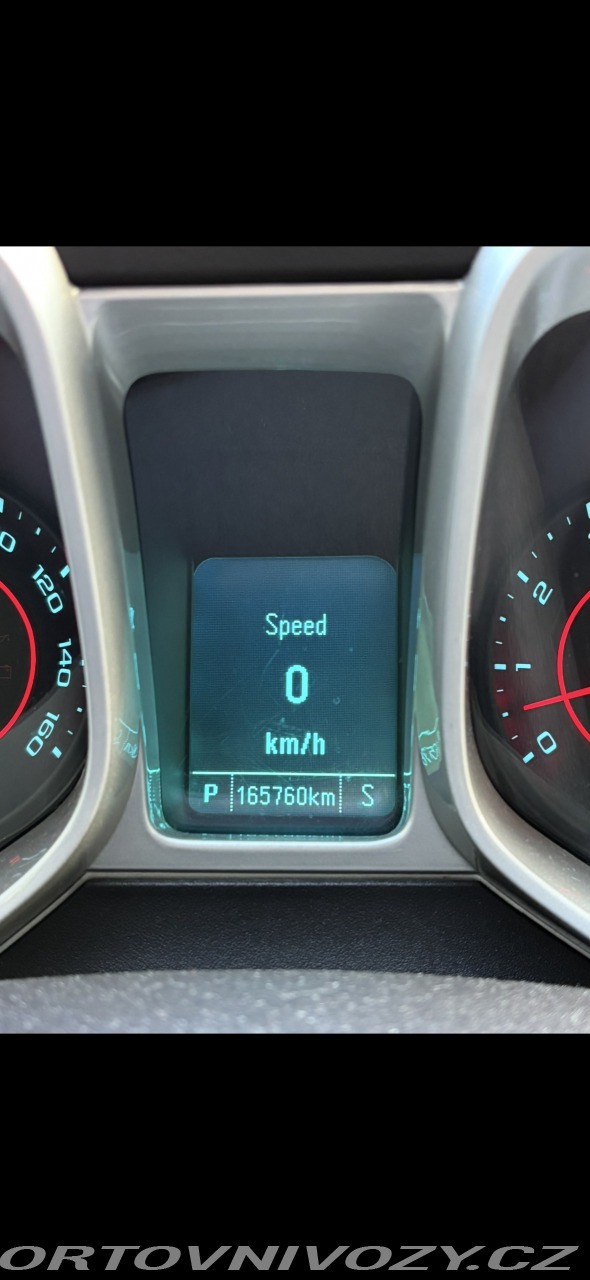 Speed
0
km/h
P 165760km S
120
140
160
2
1
0
ORTOVNIVOZY.CZ